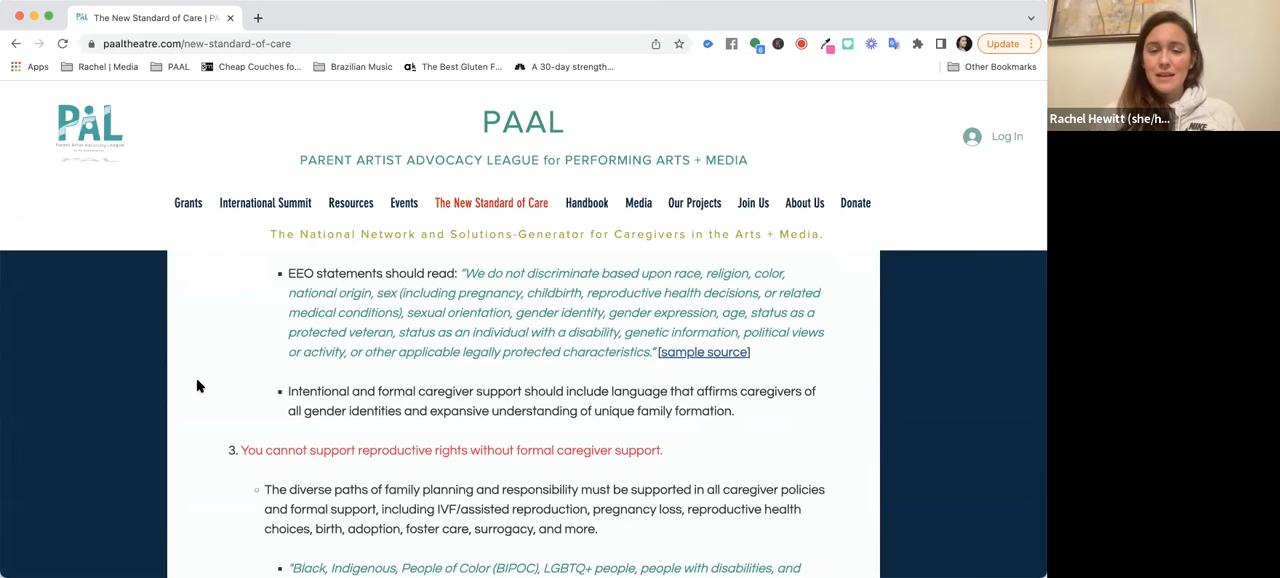 The New Standard of Care | PA
paaltheatre.com/new-standard-of-care
6
Update
Apps
Rachel | Media
PAAL
Cheap Couches fo...
Brazilian Music
The Best Gluten F...
A 30-day strength...
Other Bookmarks
PAAL
Parent Artist Advocacy League
PAAL
PARENT ARTIST ADVOCACY LEAGUE for PERFORMING ARTS + MEDIA
Log In
Grants
International Summit
Resources
Events
The New Standard of Care
Handbook
Media
Our Projects
Join Us
About Us
Donate
The National Network and Solutions-Generator for Caregivers in the Arts + Media.
▪ EEO statements should read: “We do not discriminate based upon race, religion, color,
national origin, sex (including pregnancy, childbirth, reproductive health decisions, or related
medical conditions), sexual orientation, gender identity, gender expression, age, status as a
protected veteran, status as an individual with a disability, genetic information, political views
or activity, or other applicable legally protected characteristics.” [sample source]
▪ Intentional and formal caregiver support should include language that affirms caregivers of
all gender identities and expansive understanding of unique family formation.
3. You cannot support reproductive rights without formal caregiver support.
○ The diverse paths of family planning and responsibility must be supported in all caregiver policies
and formal support, including IVF/assisted reproduction, pregnancy loss, reproductive health
choices, birth, adoption, foster care, surrogacy, and more.
▪ “Black, Indigenous, People of Color (BIPOC), LGBTQ+ people, people with disabilities, and
Rachel Hewitt (she/h...
NIKE